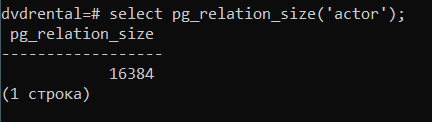 dvdrental=# select pg_relation_size('actor');
 pg_relation_size
------------------
            16384
(1 строка)